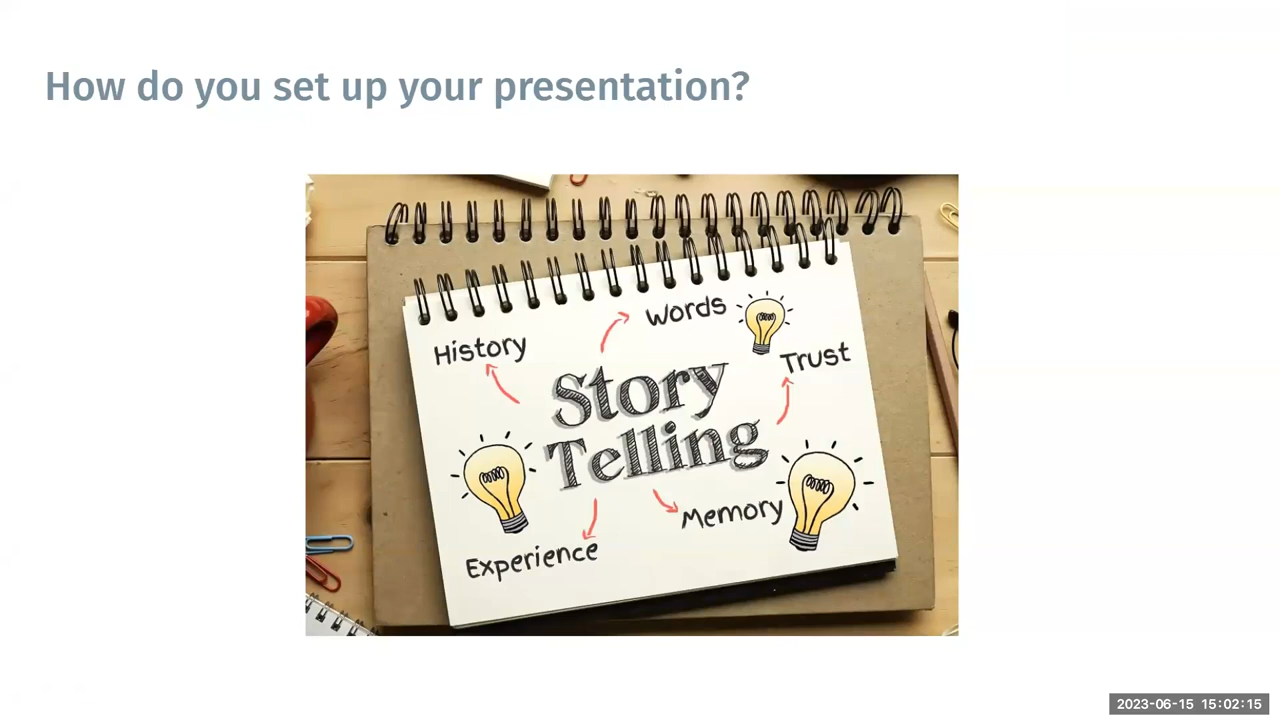 How do you set up your presentation?
Words
History
Trust
Story
Telling
Memory
Experience
2023-06-15 15:02:15